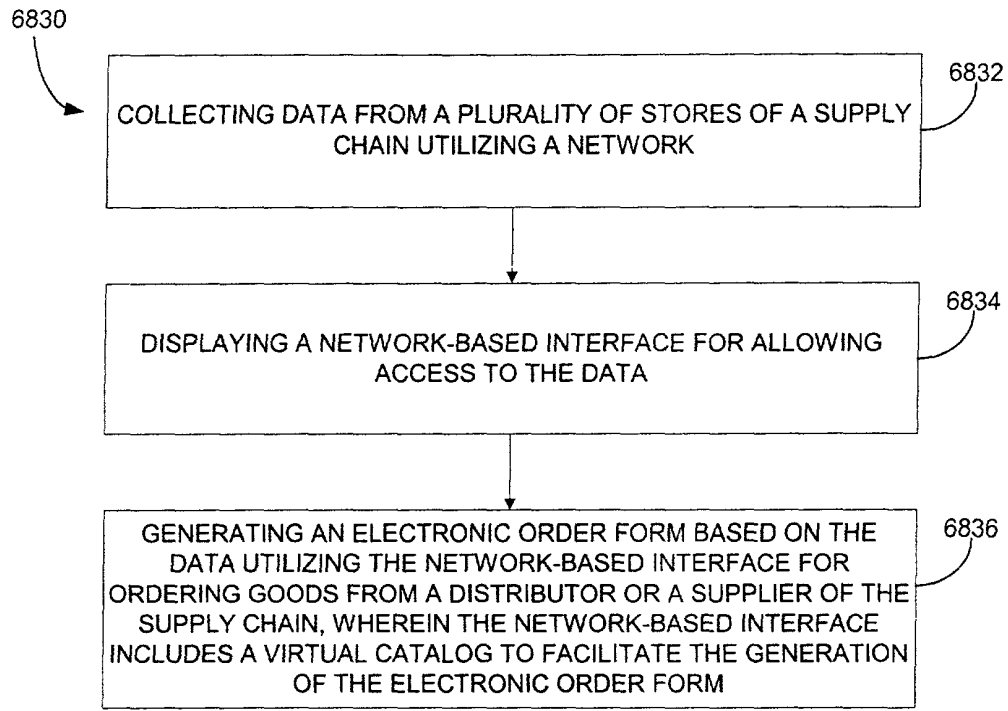 6830
6832
COLLECTING DATA FROM A PLURALITY OF STORES OF A SUPPLY
CHAIN UTILIZING A NETWORK
6834
DISPLAYING A NETWORK-BASED INTERFACE FOR ALLOWING
ACCESS TO THE DATA
6836
GENERATING AN ELECTRONIC ORDER FORM BASED ON THE
DATA UTILIZING THE NETWORK-BASED INTERFACE FOR
ORDERING GOODS FROM A DISTRIBUTOR OR A SUPPLIER OF THE
SUPPLY CHAIN, WHEREIN THE NETWORK-BASED INTERFACE
INCLUDES A VIRTUAL CATALOG TO FACILITATE THE GENERATION
OF THE ELECTRONIC ORDER FORM